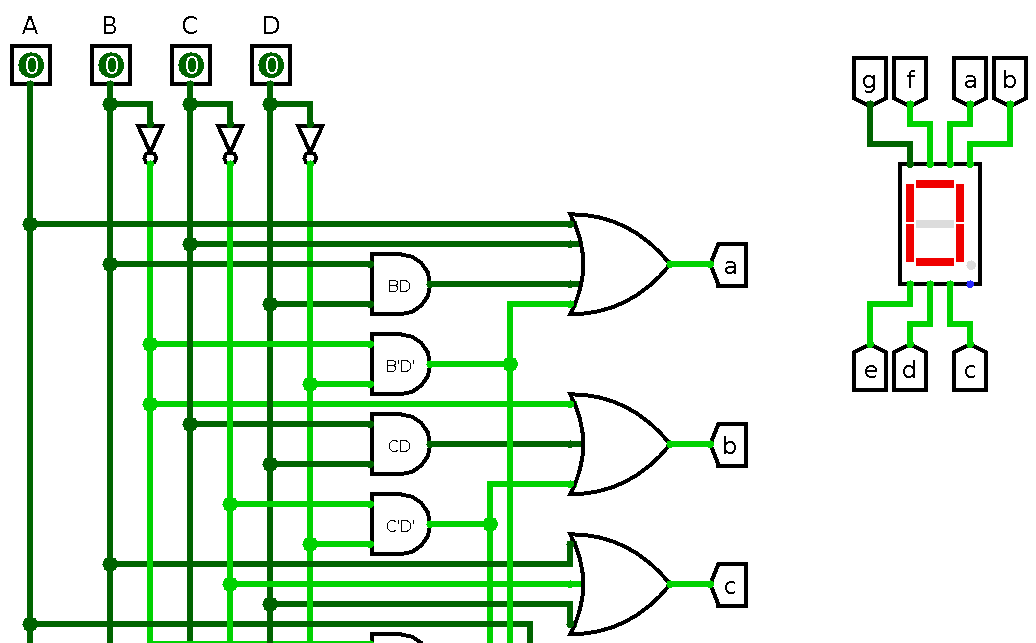 A B C D
0 0 0 0
g f a b
BD
a
B'D'
e d c
CD
b
C'D'
c